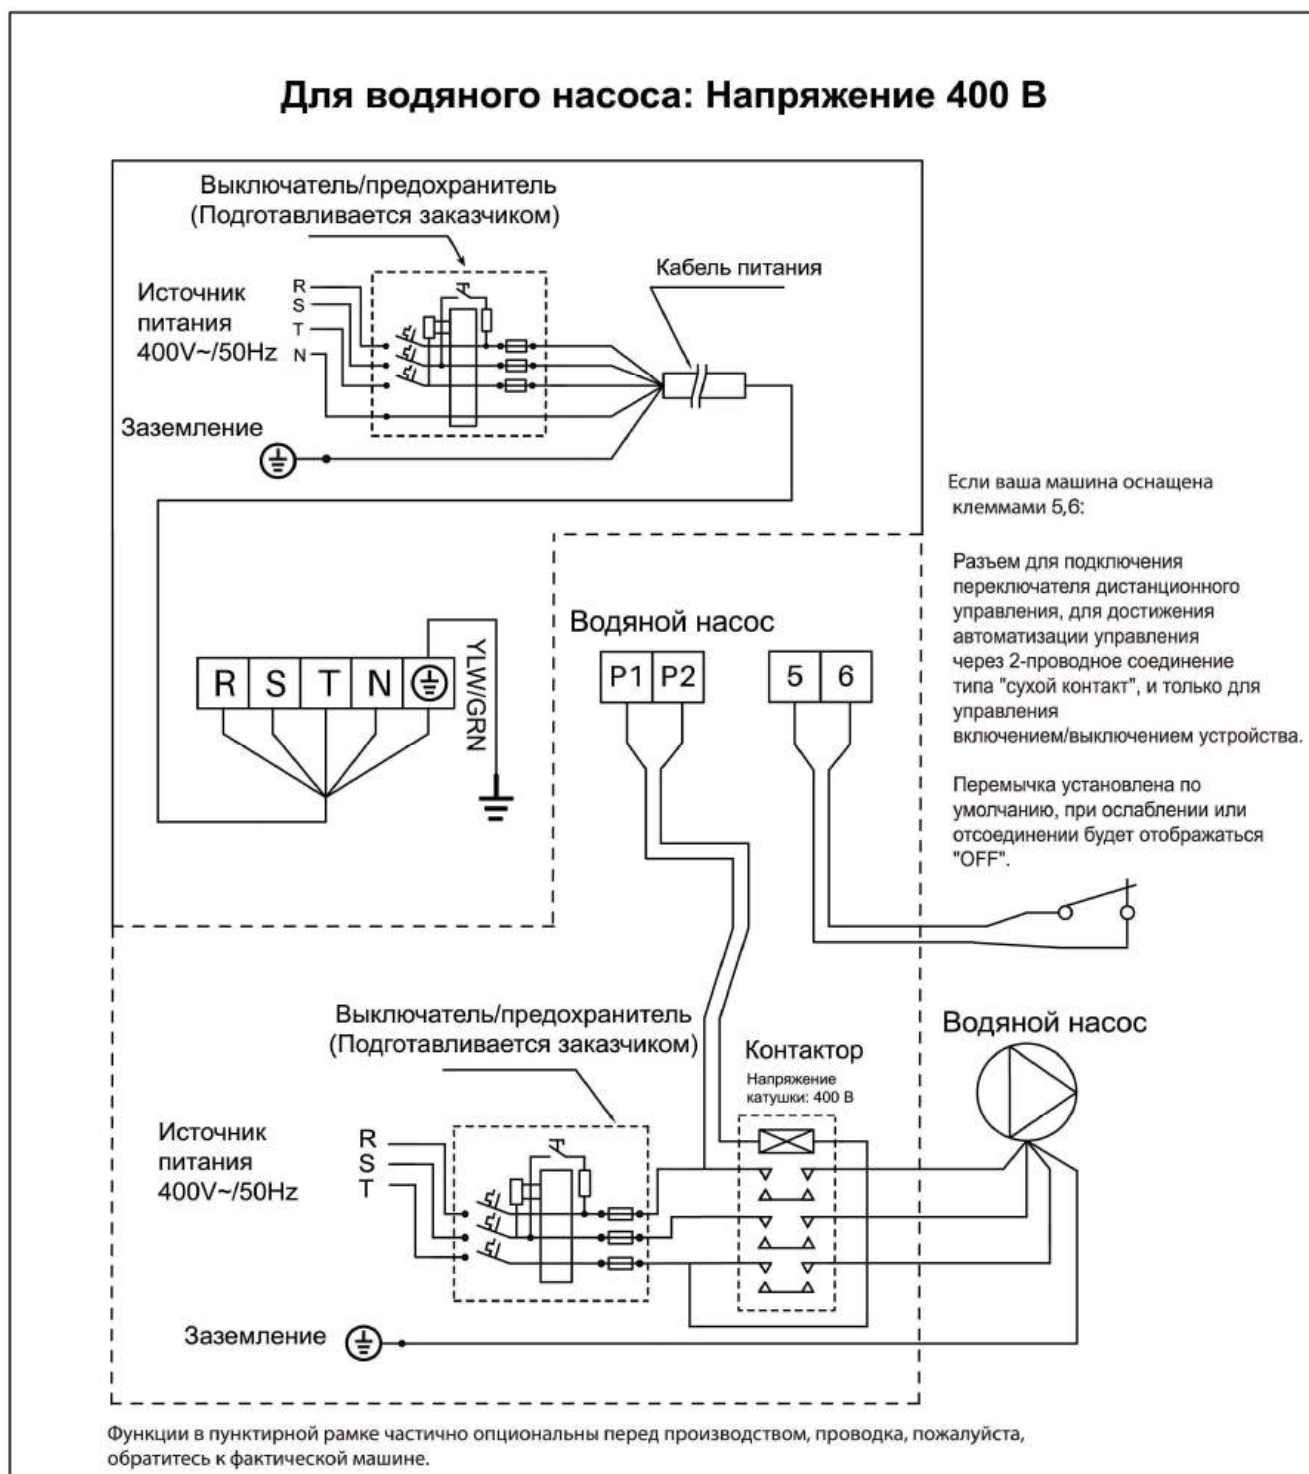 Для водяного насоса: Напряжение 400 В
Выключатель/предохранитель
(Подготавливается заказчиком)
Кабель питания
Источник
питания
400V~/50Hz
R
S
T
N
Заземление
Если ваша машина оснащена
клеммами 5,6:
Разъем для подключения
переключателя дистанционного
управления, для достижения
автоматизации управления
через 2-проводное соединение
типа "сухой контакт", и только для
управления
включением/выключением устройства.
Перемычка установлена по
умолчанию, при ослаблении или
отсоединении будет отображаться
"OFF".
Водяной насос
R S T N
YLW/GRN
P1 P2
5 6
Выключатель/предохранитель
(Подготавливается заказчиком)
Контактор
Напряжение
катушки: 400 В
Водяной насос
Источник
питания
400V~/50Hz
R
S
T
Заземление
Функции в пунктирной рамке частично опциональны перед производством, проводка, пожалуйста,
обратитесь к фактической машине.